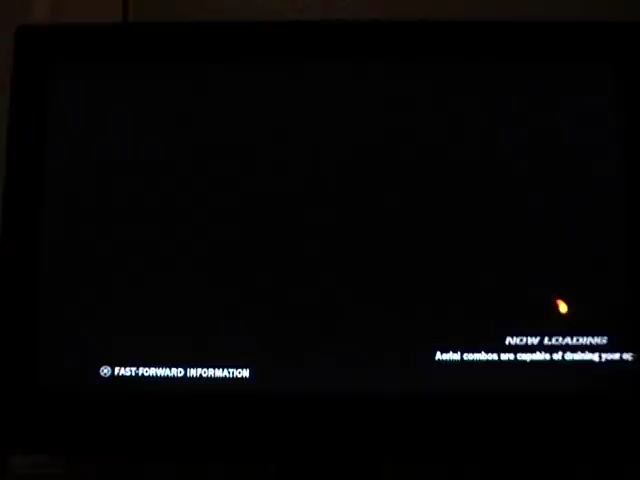 NOW LOADING
Aerial combos are capable of draining your
FAST-FORWARD INFORMATION